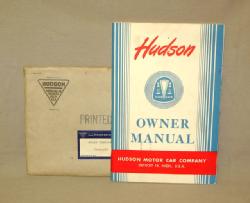 HUDSON
PRINTED
Hudson
OWNER
MANUAL
HUDSON MOTOR CAR COMPANY
DETROIT 14, MICH., U.S.A.